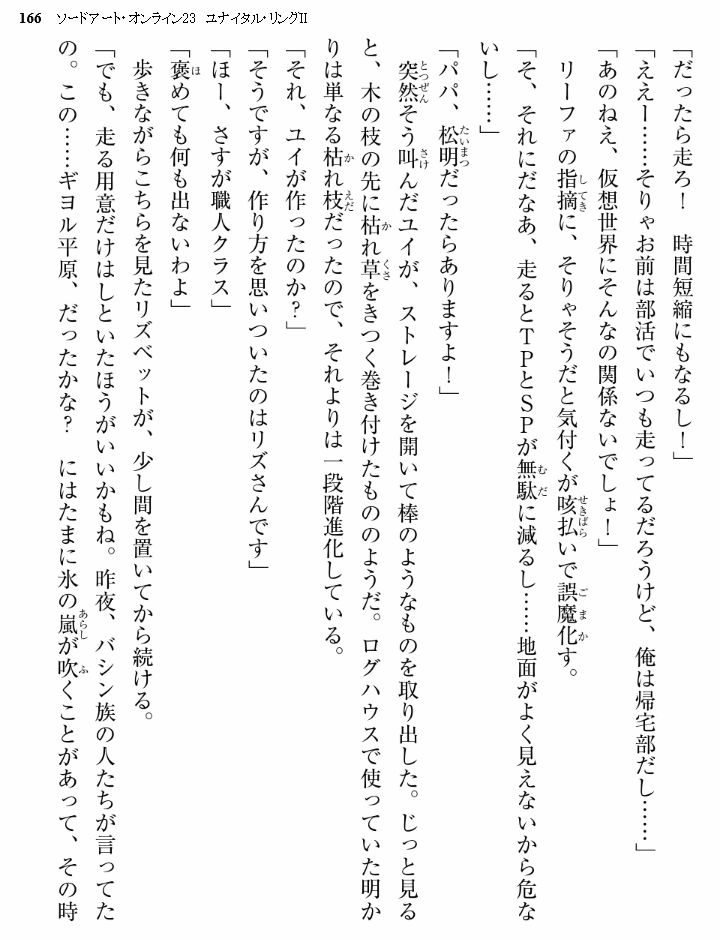 166 ソードアート・オンライン23 ユナイタル・リングII
「だったら走ろ！　時間短縮にもなるし！」
「ええー……そりゃお前は部活でいつも走ってるだろうけど、俺は帰宅部だし……」
「あのねえ、仮想世界にそんなの関係ないでしょ！」
　リーファの指摘に、そりゃそうだと気付くが咳払いで誤魔化す。
「そ、それにだなあ、走るとTPとSPが無駄に減るし……地面がよく見えないから危な
いし……」
「パパ、松明だったらありますよ！」
　突然そう叫んだユイが、ストレージを開いて棒のようなものを取り出した。じっと見る
と、木の枝の先に枯れ草をきつく巻き付けたもののようだ。ログハウスで使っていた明か
りは単なる枯れ枝だったので、それよりは一段階進化している。
「それ、ユイが作ったのか？」
「そうですが、作り方を思いついたのはリズさんです」
「ほー、さすが職人クラス」
「褒めても何も出ないわよ」
　歩きながらこちらを見たリズベットが、少し間を置いてから続ける。
「でも、走る用意だけはしといたほうがいいかもね。昨夜、バシン族の人たちが言ってた
の。この……ギヨル平原、だったかな？　にはたまに氷の嵐が吹くことがあって、その時